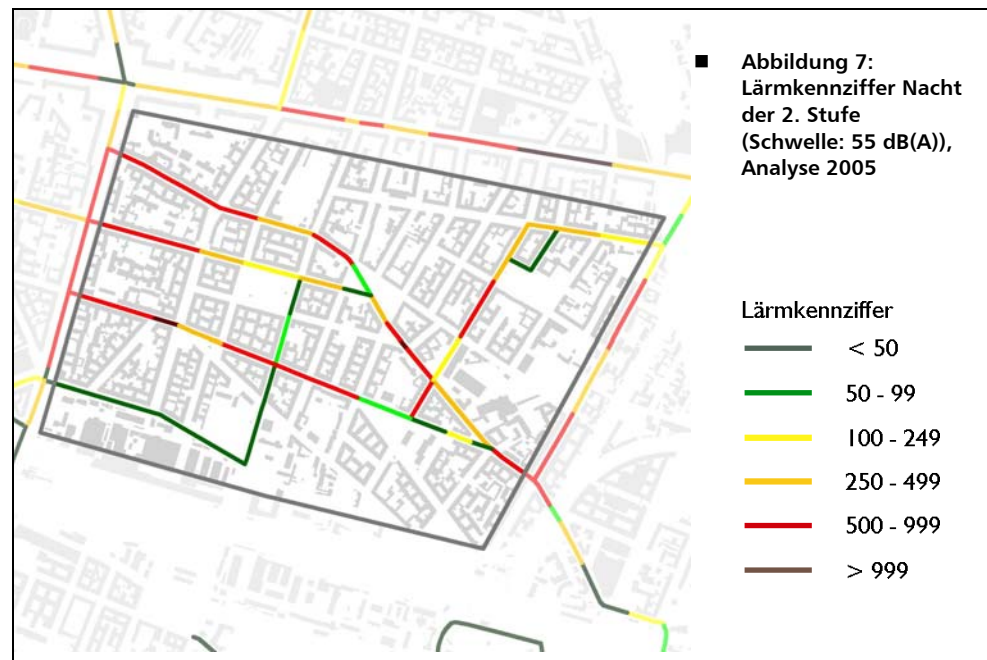 ■ Abbildung 7:
Lärmkennziffer Nacht
der 2. Stufe
(Schwelle: 55 dB(A)),
Analyse 2005
Lärmkennziffer
< 50
50 - 99
100 - 249
250 - 499
500 - 999
> 999